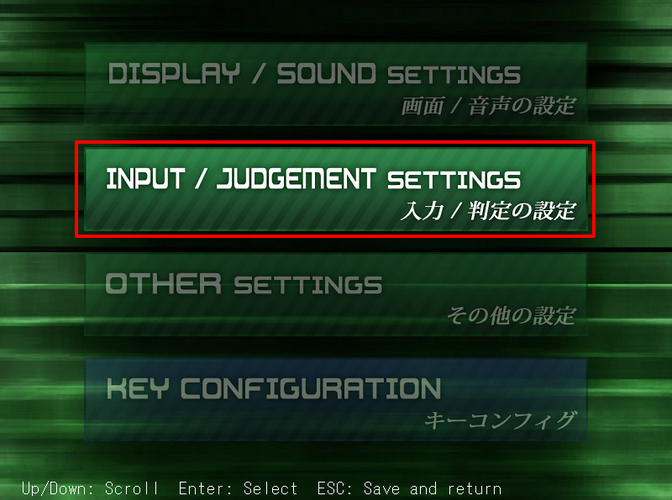 DISPLAY / SOUND SETTINGS
画面 / 音声の設定
INPUT / JUDGEMENT SETTINGS
入力 / 判定の設定
OTHER SETTINGS
その他の設定
KEY CONFIGURATION
キーコンフィグ
Up/Down: Scroll  Enter: Select  ESC: Save and return